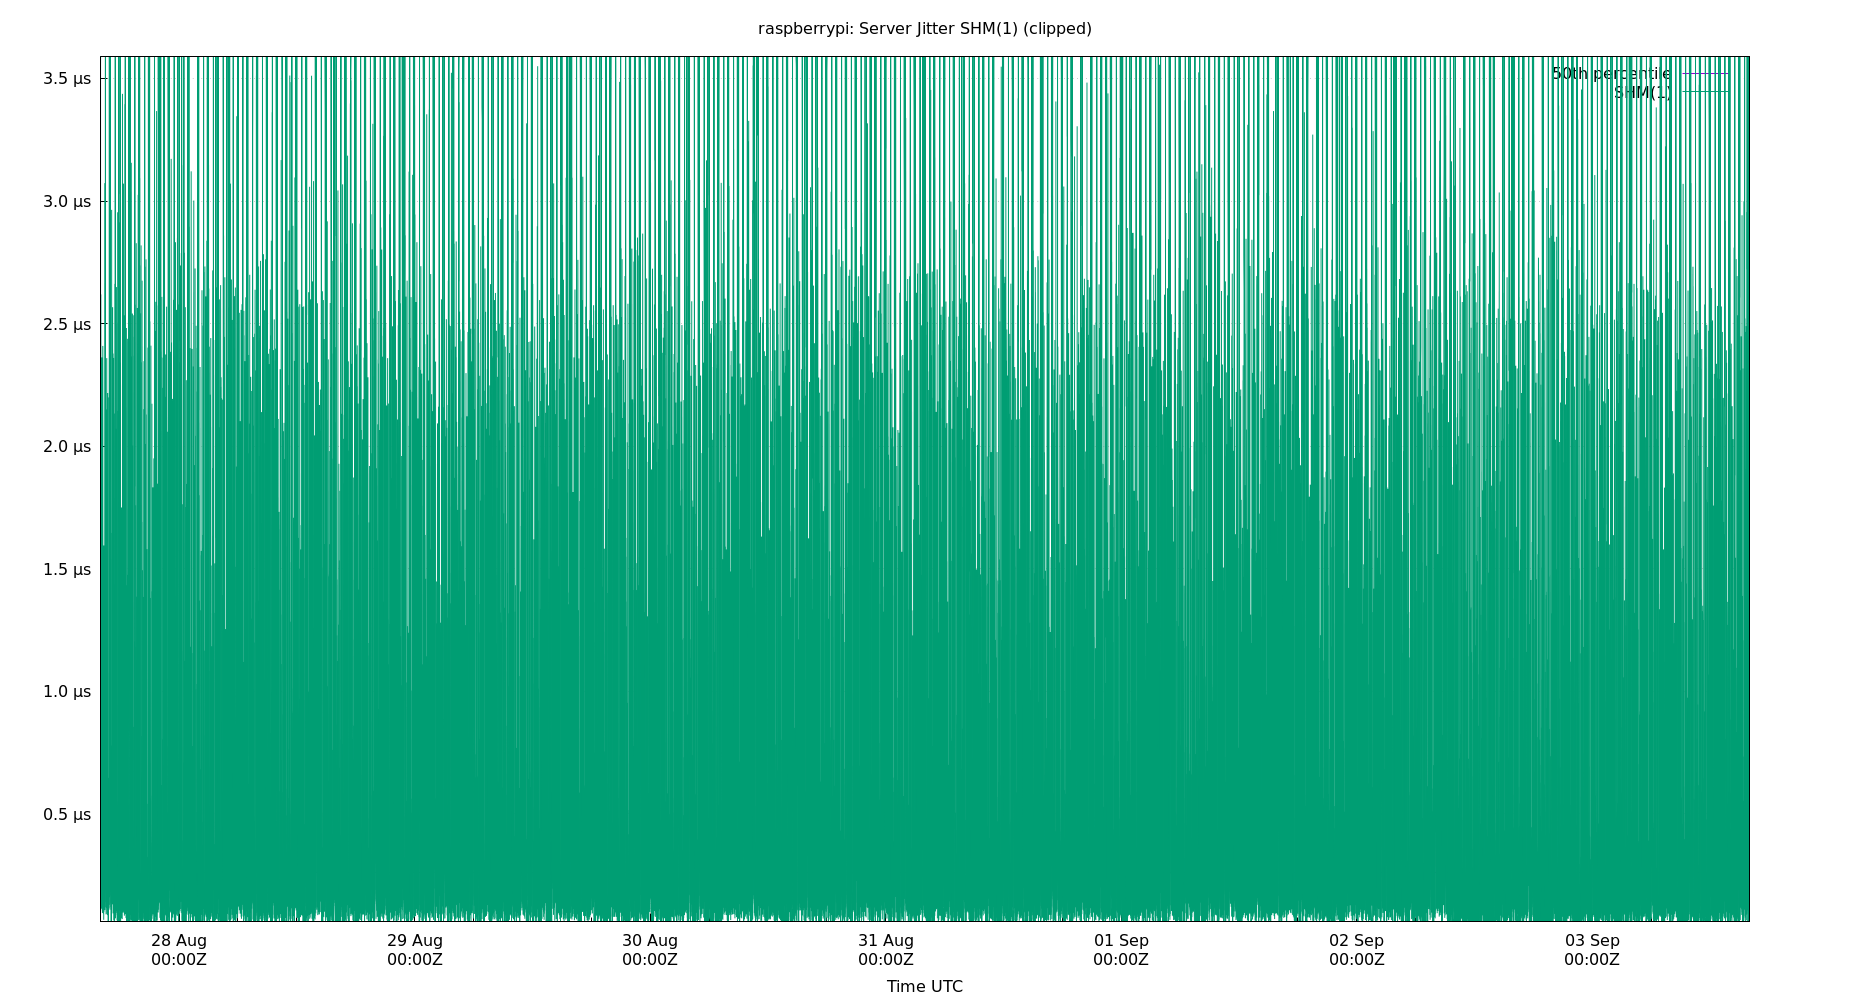 raspberrypi: Server Jitter SHM(1) (clipped)
3.5 µs
3.0 µs
2.5 µs
2.0 µs
1.5 µs
1.0 µs
0.5 µs
50th percentile
SHM(1)
28 Aug
00:00Z
29 Aug
00:00Z
30 Aug
00:00Z
31 Aug
00:00Z
01 Sep
00:00Z
02 Sep
00:00Z
03 Sep
00:00Z
Time UTC